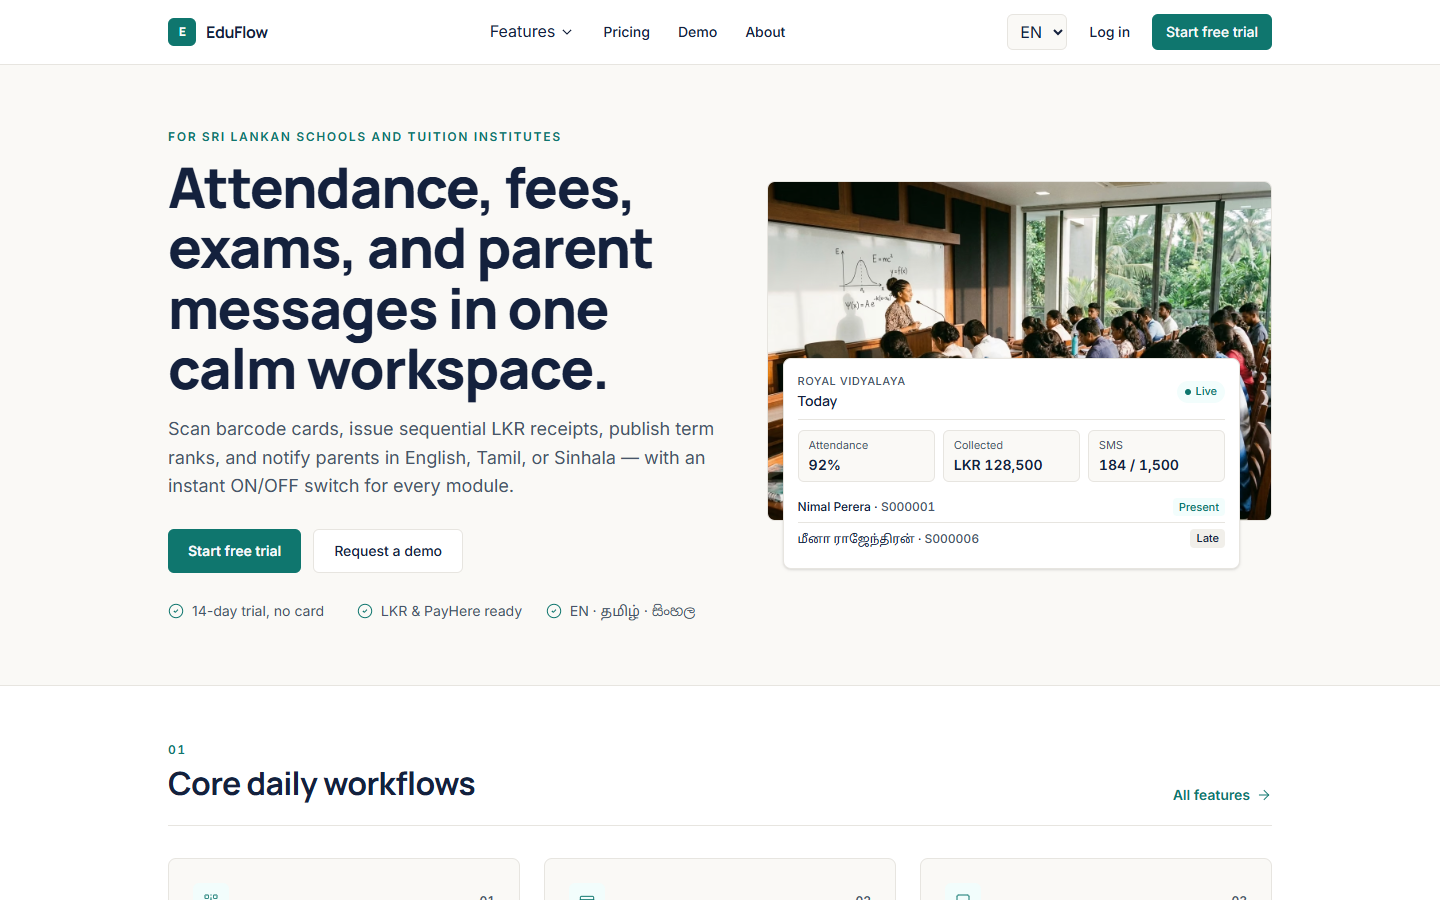 E EduFlow
Features
Pricing
Demo
About
EN
Log in
Start free trial
FOR SRI LANKAN SCHOOLS AND TUITION INSTITUTES
Attendance, fees,
exams, and parent
messages in one
calm workspace.
Scan barcode cards, issue sequential LKR receipts, publish term
ranks, and notify parents in English, Tamil, or Sinhala — with an
instant ON/OFF switch for every module.
Start free trial
Request a demo
14-day trial, no card
LKR & PayHere ready
EN · தமிழ் · සිංහල
E=mc²
ROYAL VIDYALAYA
Today
Live
Attendance
92%
Collected
LKR 128,500
SMS
184 / 1,500
Nimal Perera · S000001
Present
மீனா ராஜேந்திரன் · S000006
Late
01
Core daily workflows
All features